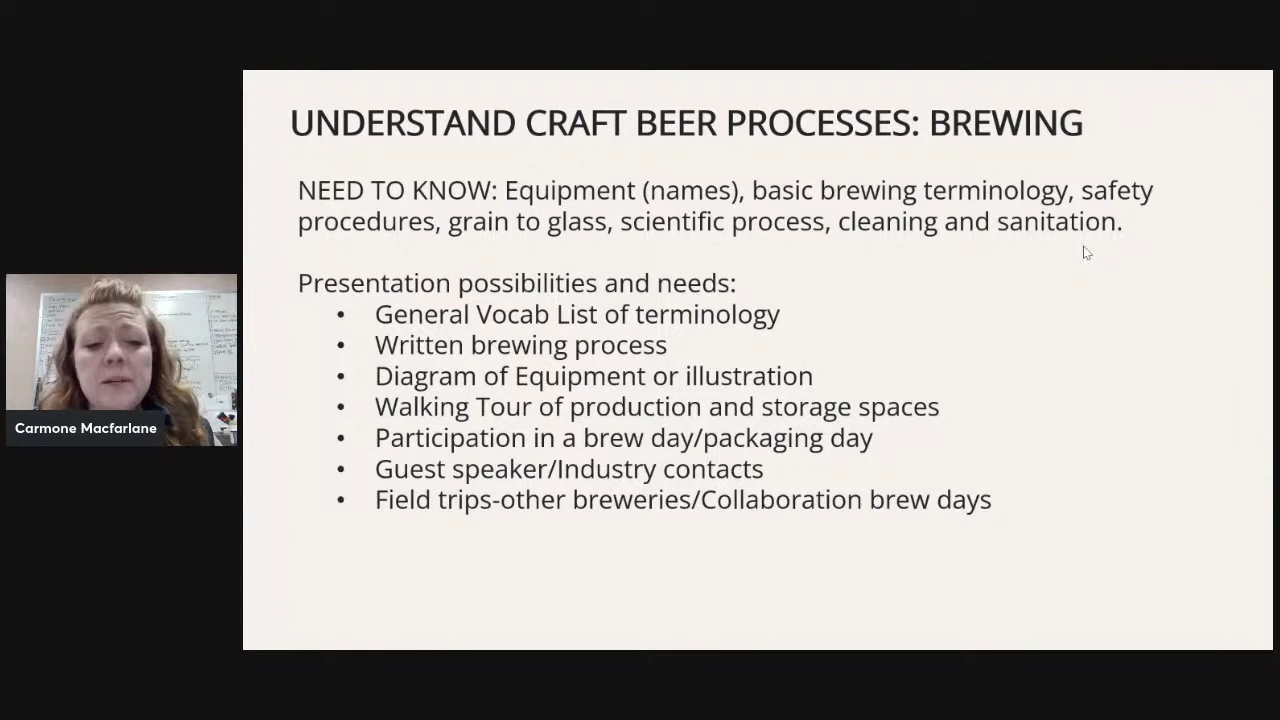 UNDERSTAND CRAFT BEER PROCESSES: BREWING
NEED TO KNOW: Equipment (names), basic brewing terminology, safety
procedures, grain to glass, scientific process, cleaning and sanitation.
Presentation possibilities and needs:
• General Vocab List of terminology
• Written brewing process
• Diagram of Equipment or illustration
• Walking Tour of production and storage spaces
• Participation in a brew day/packaging day
• Guest speaker/Industry contacts
• Field trips-other breweries/Collaboration brew days
Carmone Macfarlane